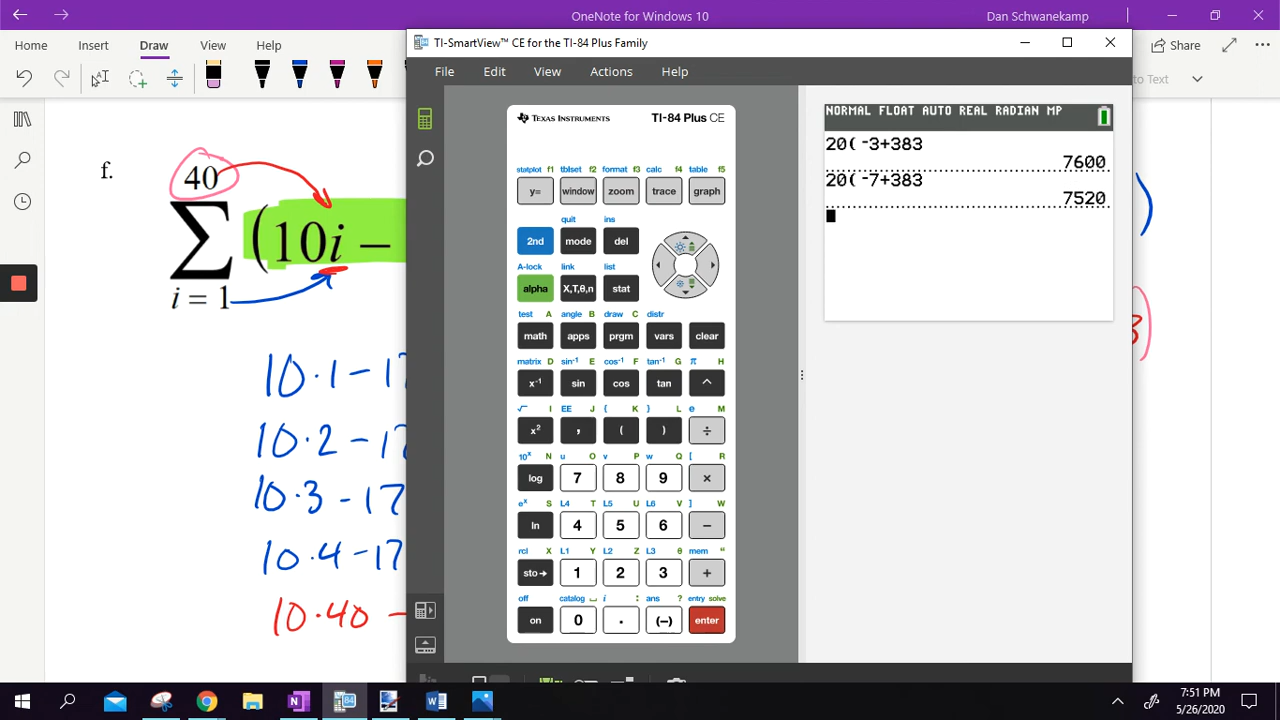 OneNote for Windows 10
Dan Schwanekamp
Home Insert Draw View Help
Share
to Text
TI-SmartView™ CE for the TI-84 Plus Family
File Edit View Actions Help
f.
40
∑ (10i −
i = 1
10·1 − 17
10·2 − 17
10·3 − 17
10·4 − 17
10·40 −
)
3
TEXAS INSTRUMENTS TI-84 Plus CE
statplot f1 tblset f2 format f3 calc f4 table f5
y= window zoom trace graph
quit ins
2nd mode del
A-lock link list
alpha X,T,θ,n stat
test A angle B draw C distr
math apps prgm vars clear
matrix D sin⁻¹ E cos⁻¹ F tan⁻¹ G π H
x⁻¹ sin cos tan ^
√ I EE J { K } L e M
x² , ( ) ÷
10ˣ N u O v P w Q [ R
log 7 8 9 ×
eˣ S L4 T L5 U L6 V ] W
ln 4 5 6 −
rcl X L1 Y L2 Z L3 θ mem "
sto→ 1 2 3 +
off catalog ⎵ i : ans ? entry solve
on 0 . (−) enter
NORMAL FLOAT AUTO REAL RADIAN MP
20(-3+383
7600
20(-7+383
7520
7:51 PM
5/26/2020